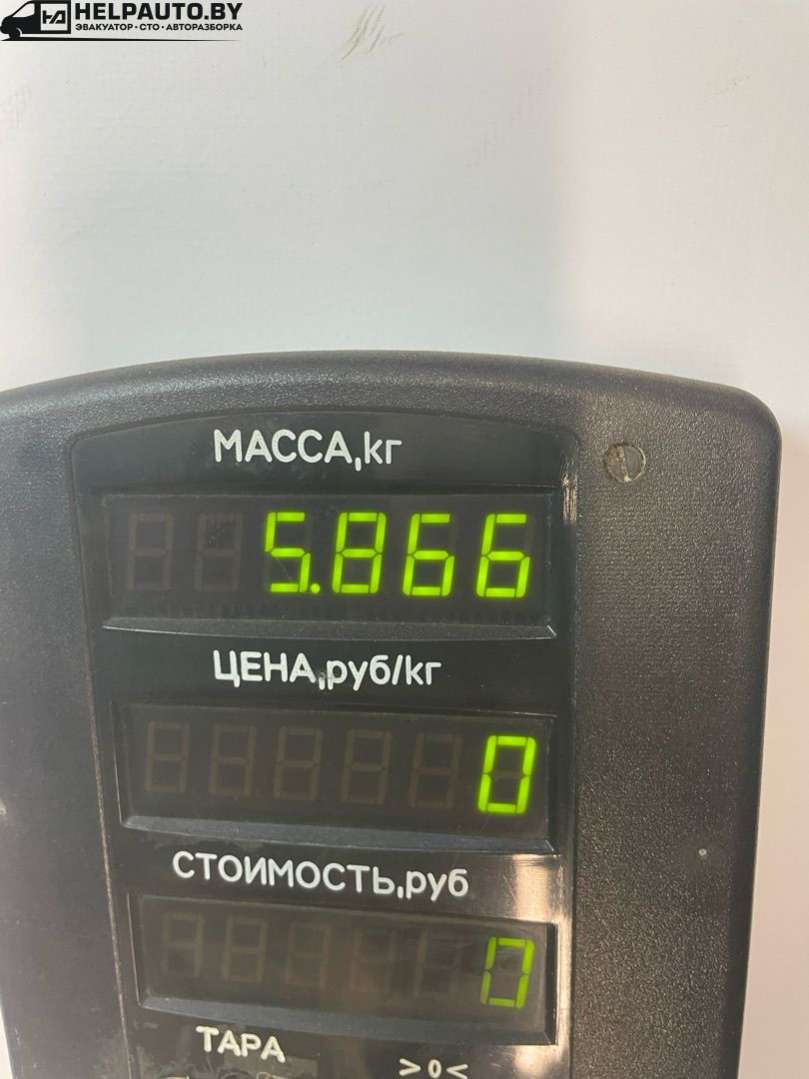 HELPAUTO.BY
ЭВАКУАТОР·СТО·АВТОРАЗБОРКА
МАССА,кг
5.866
ЦЕНА,руб/кг
0
СТОИМОСТЬ,руб
0
ТАРА
>0<